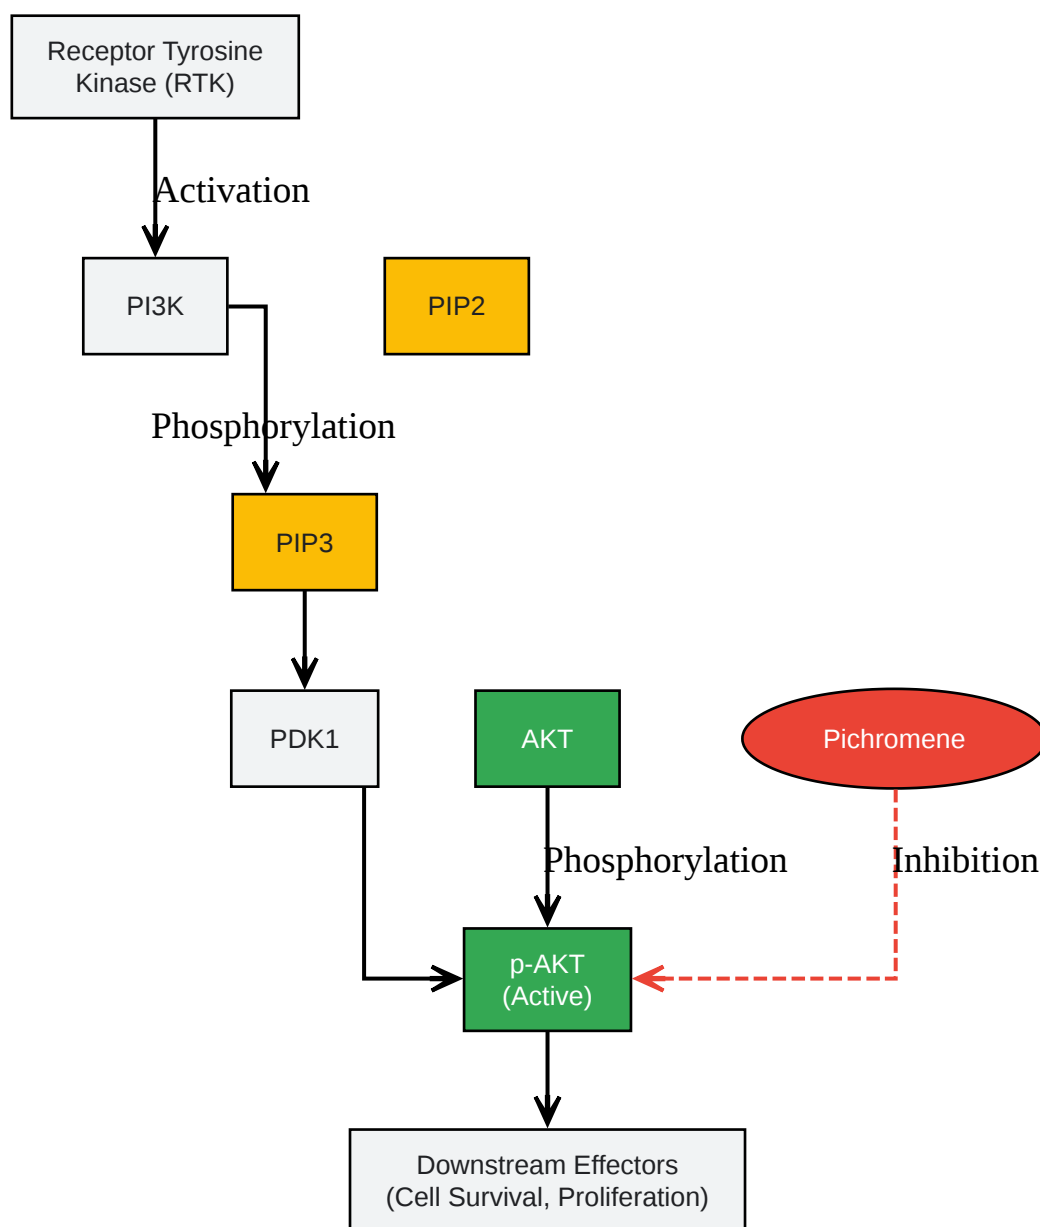 Receptor Tyrosine
Kinase (RTK)
Activation
PI3K
PIP2
Phosphorylation
PIP3
PDK1
AKT
Pichromene
Phosphorylation
Inhibition
p-AKT
(Active)
Downstream Effectors
(Cell Survival, Proliferation)